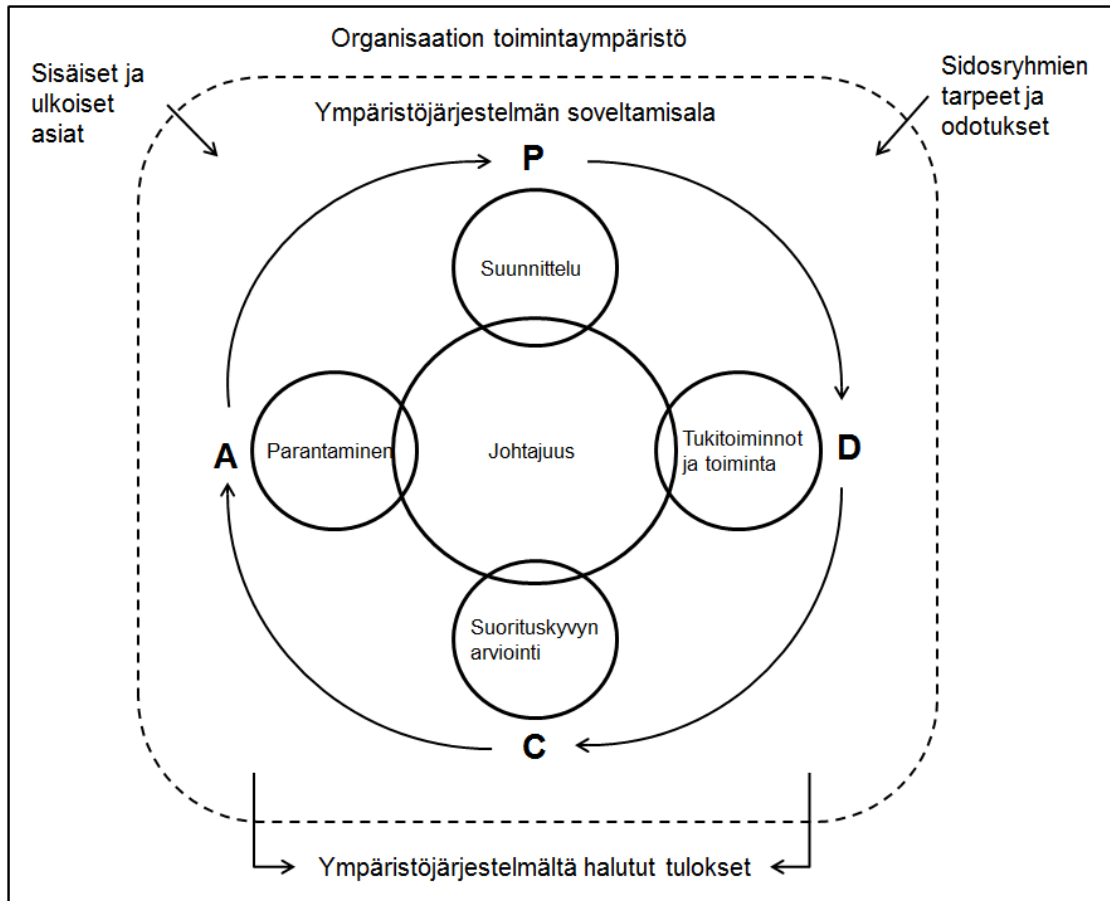 Organisaation toimintaympäristö
Sisäiset ja
ulkoiset
asiat
Sidosryhmien
tarpeet ja
odotukset
Ympäristöjärjestelmän soveltamisala
P
Suunnittelu
A
Parantaminen
Johtajuus
Tukitoiminnot
ja toiminta
D
Suorituskyvyn
arviointi
C
Ympäristöjärjestelmältä halutut tulokset